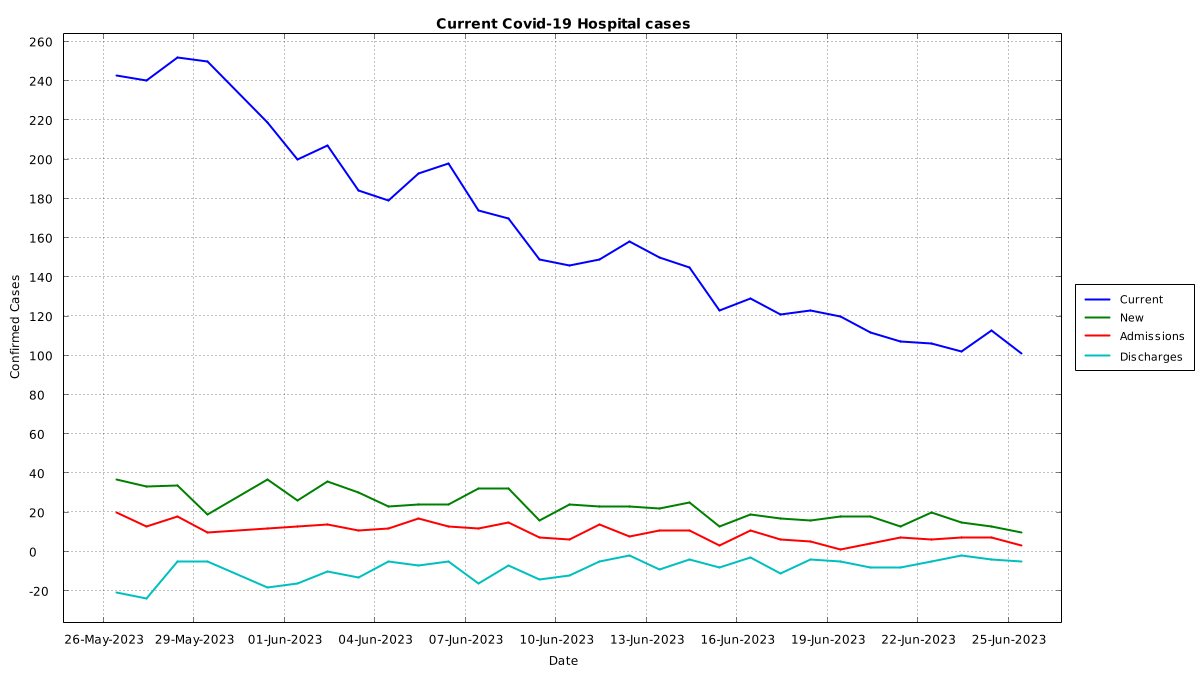 Current Covid-19 Hospital cases
260
240
220
200
180
160
140
120
100
80
60
40
20
0
-20
Confirmed Cases
26-May-2023 29-May-2023 01-Jun-2023 04-Jun-2023 07-Jun-2023 10-Jun-2023 13-Jun-2023 16-Jun-2023 19-Jun-2023 22-Jun-2023 25-Jun-2023
Date
Current
New
Admissions
Discharges